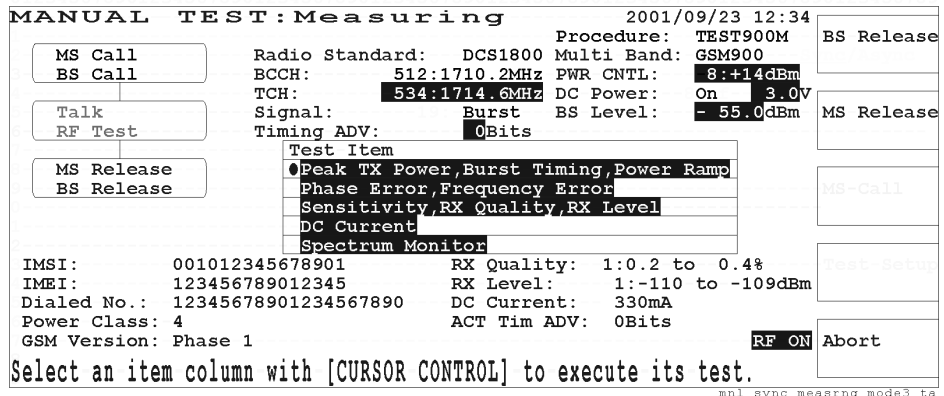 MANUAL TEST:Measuring 2001/09/23 12:34
Procedure: TEST900M
MS Call
BS Call
Talk
RF Test
MS Release
BS Release
Radio Standard: DCS1800 Multi Band: GSM900
BCCH: 512:1710.2MHz PWR CNTL: 8:+14dBm
TCH: 534:1714.6MHz DC Power: On 3.0V
Signal: Burst BS Level: - 55.0dBm
Timing ADV: 0Bits
Test Item
●Peak TX Power,Burst Timing,Power Ramp
Phase Error,Frequency Error
Sensitivity,RX Quality,RX Level
DC Current
Spectrum Monitor
IMSI: 001012345678901 RX Quality: 1:0.2 to 0.4%
IMEI: 123456789012345 RX Level: 1:-110 to -109dBm
Dialed No.: 12345678901234567890 DC Current: 330mA
Power Class: 4 ACT Tim ADV: 0Bits
GSM Version: Phase 1 RF ON
Select an item column with [CURSOR CONTROL] to execute its test.
BS Release
MS Release
MS-Call
Test-Setup
Abort
mnl_sync_measrng_mode3_ta